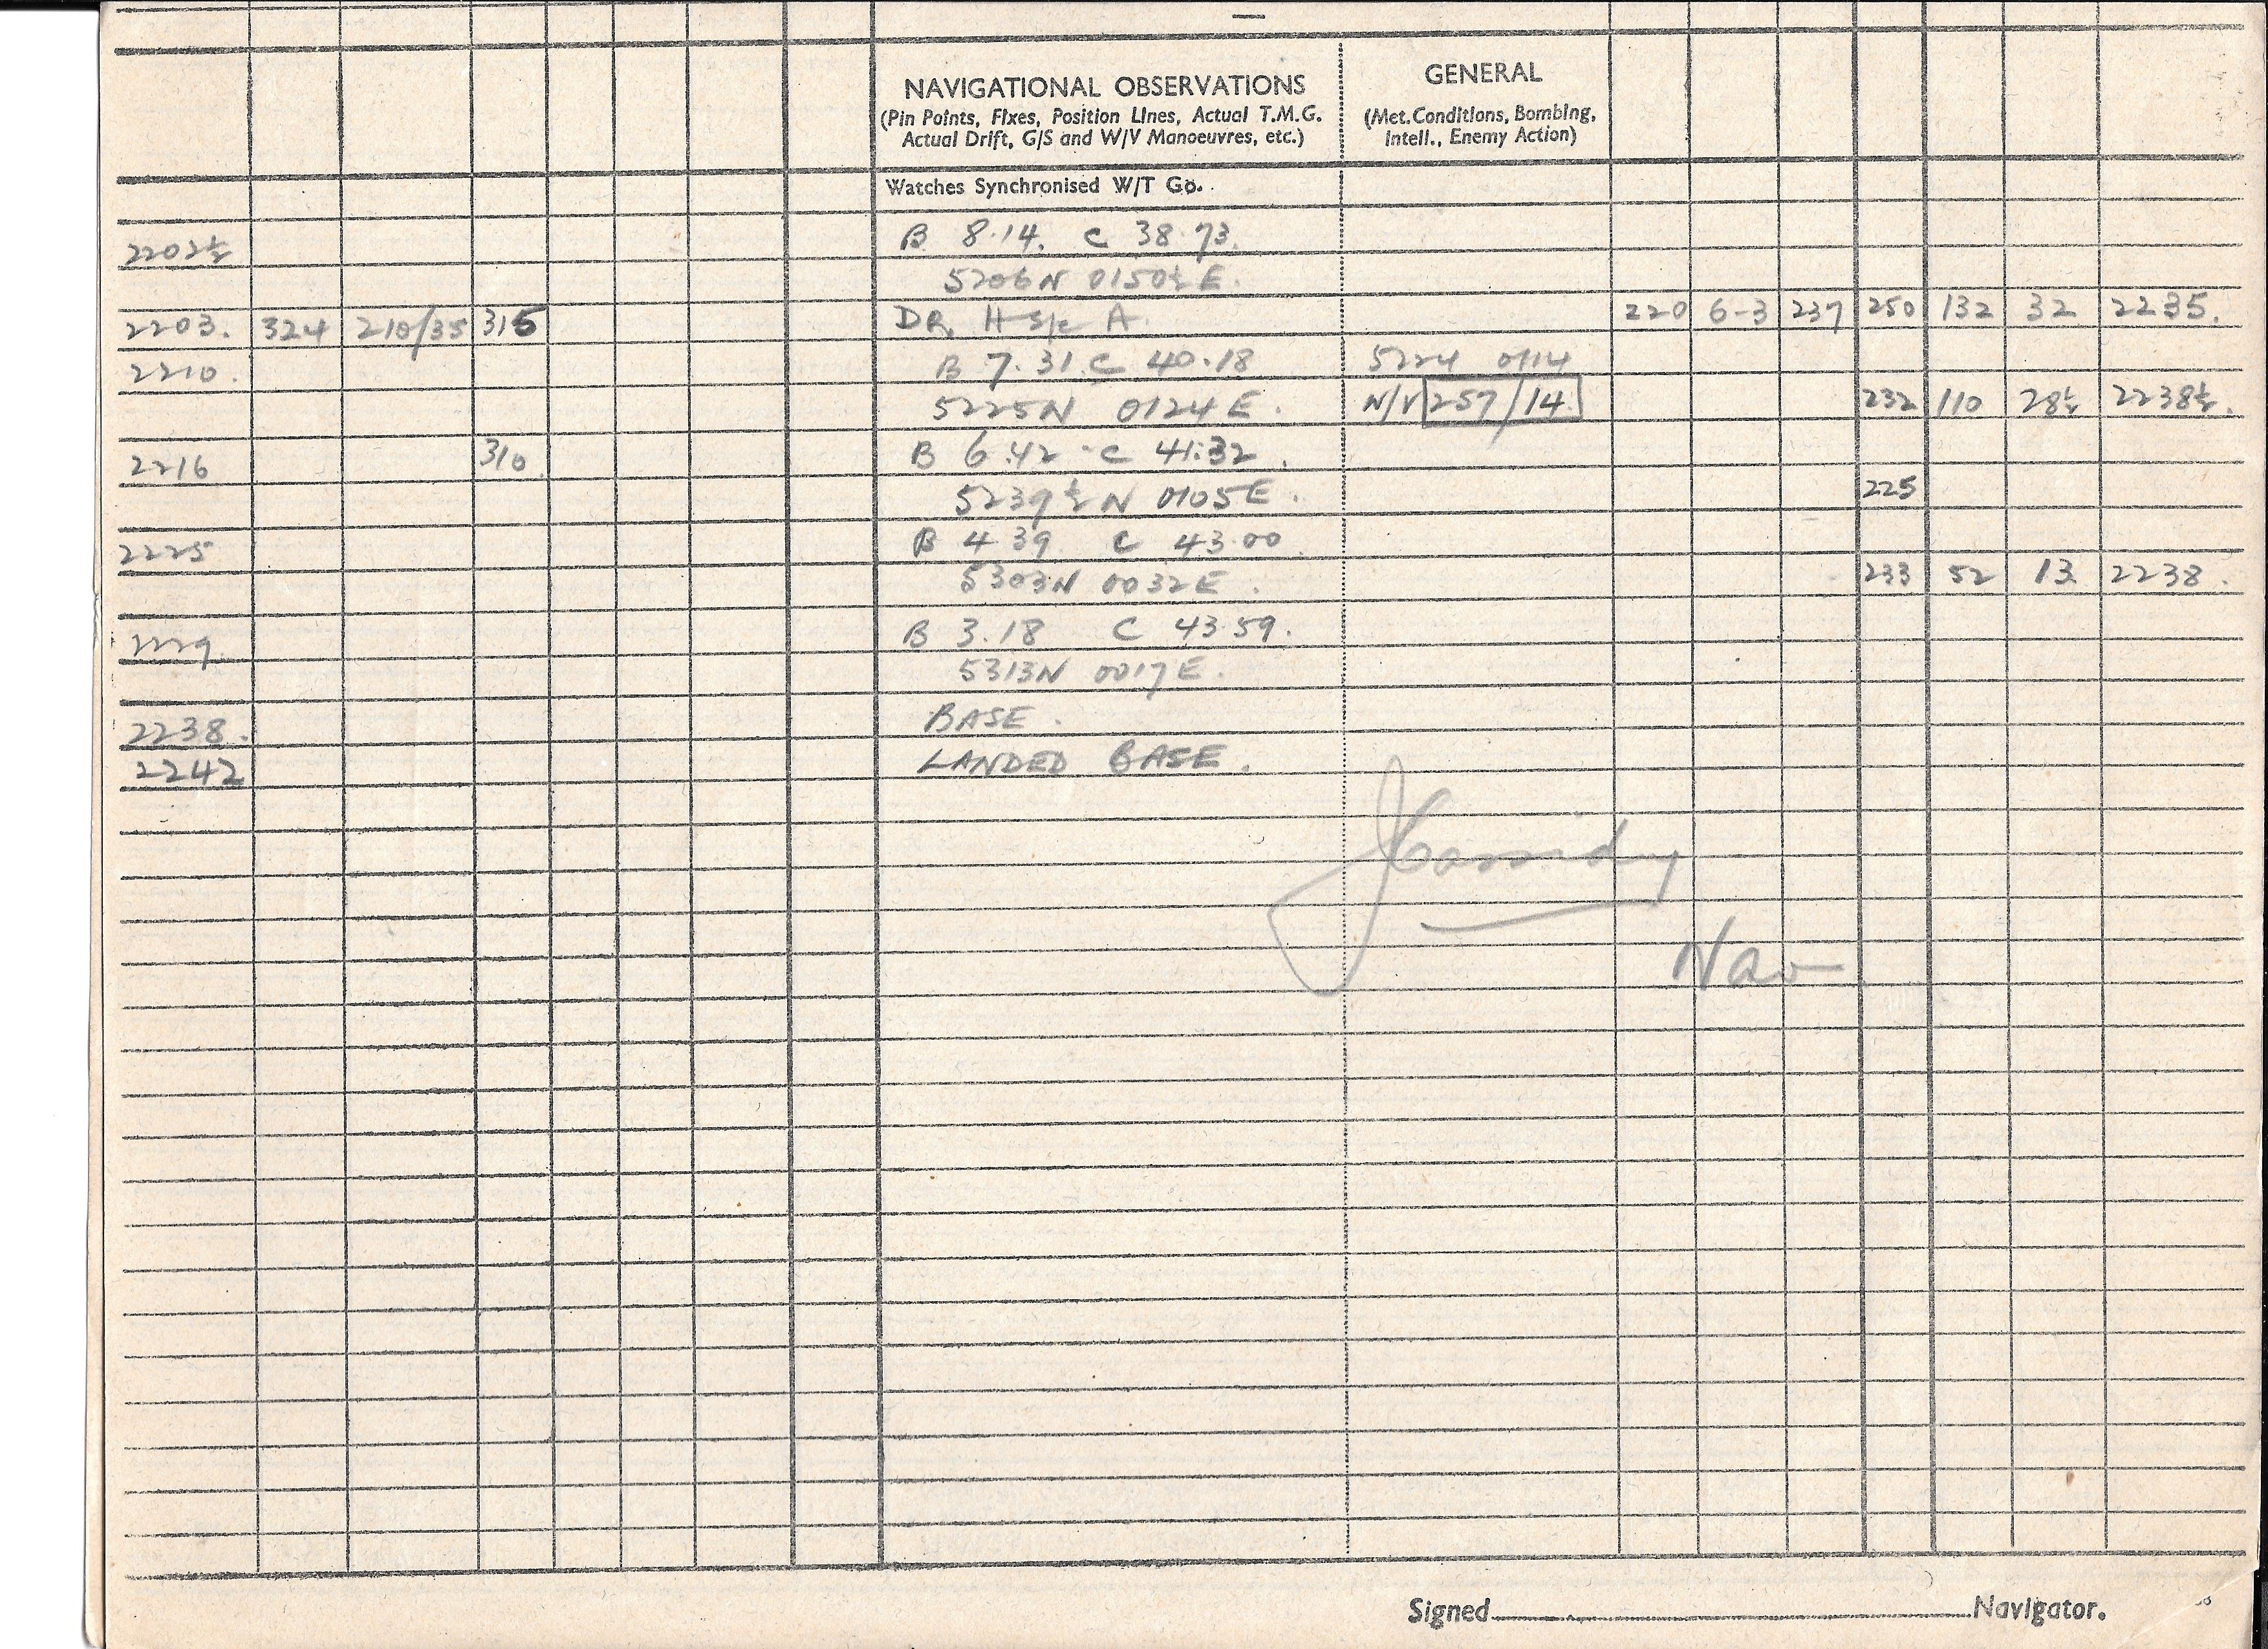 NAVIGATIONAL OBSERVATIONS GENERAL
(Pin Points, Fixes, Position Lines, Actual T.M.G. (Met.Conditions, Bombing,
Actual Drift, G/S and W/V Manoeuvres, etc.) Intell., Enemy Action)
Watches Synchronised W/T Go.
2202½ B 8.14. C 38.73.
5206N 0150½E.
2203. 324 210/35 315 DR. H s/c A 220 6-3 237 250 132 32 2235.
2210. B 7.31. C 40.18 5224 0114
5225N 0124E. W/V 257/14 232 110 28½ 2238½.
2216 310. B 6.42 C 41.32.
5239½N 0105E. 225
2225 B 4 39 C 43.00
5303N 0032E. 233 52 13 2238.
2229 B 3.18 C 43.59.
5313N 0017E.
2238. BASE.
2242 LANDED BASE.
JCassidy
Nav
Signed Navigator.